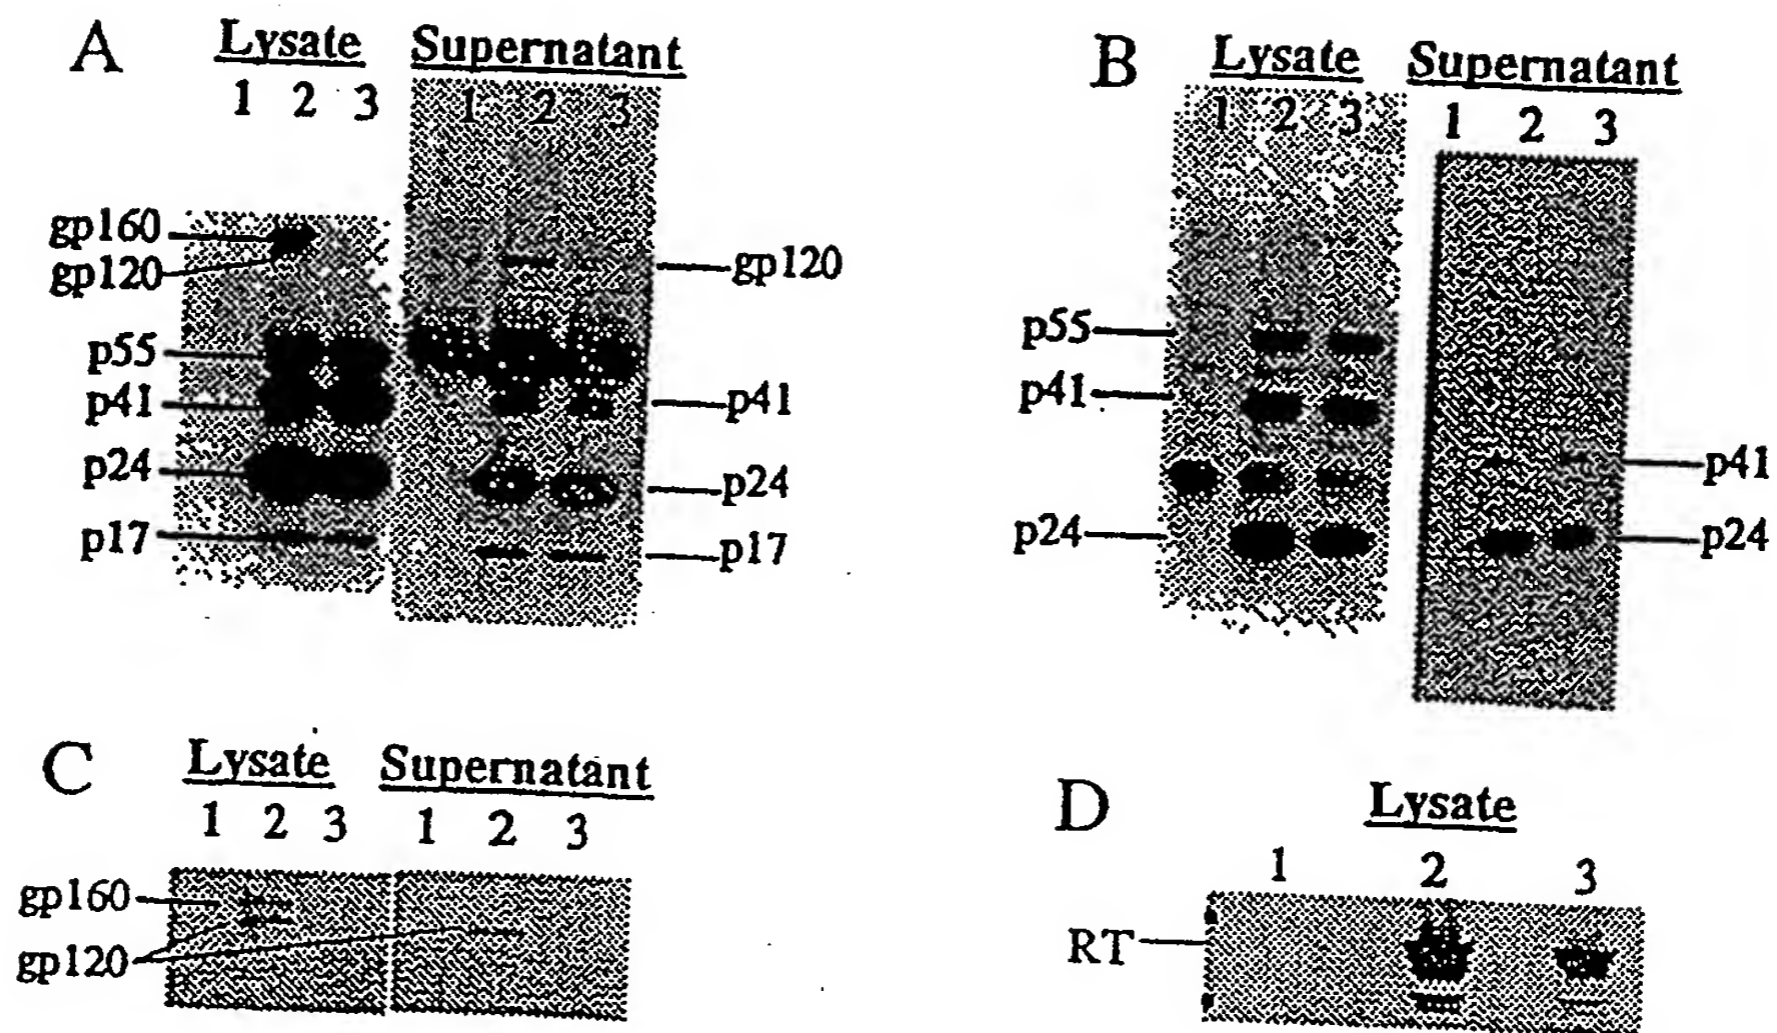 A
Lysate
Supernatant
1 2 3
1 2 3
gp160
gp120
gp120
p55
p41
p41
p24
p24
p17
p17
B
Lysate
Supernatant
1 2 3
1 2 3
p55
p41
p41
p24
p24
C
Lysate
Supernatant
1 2 3
1 2 3
gp160
gp120
D
Lysate
1 2 3
RT